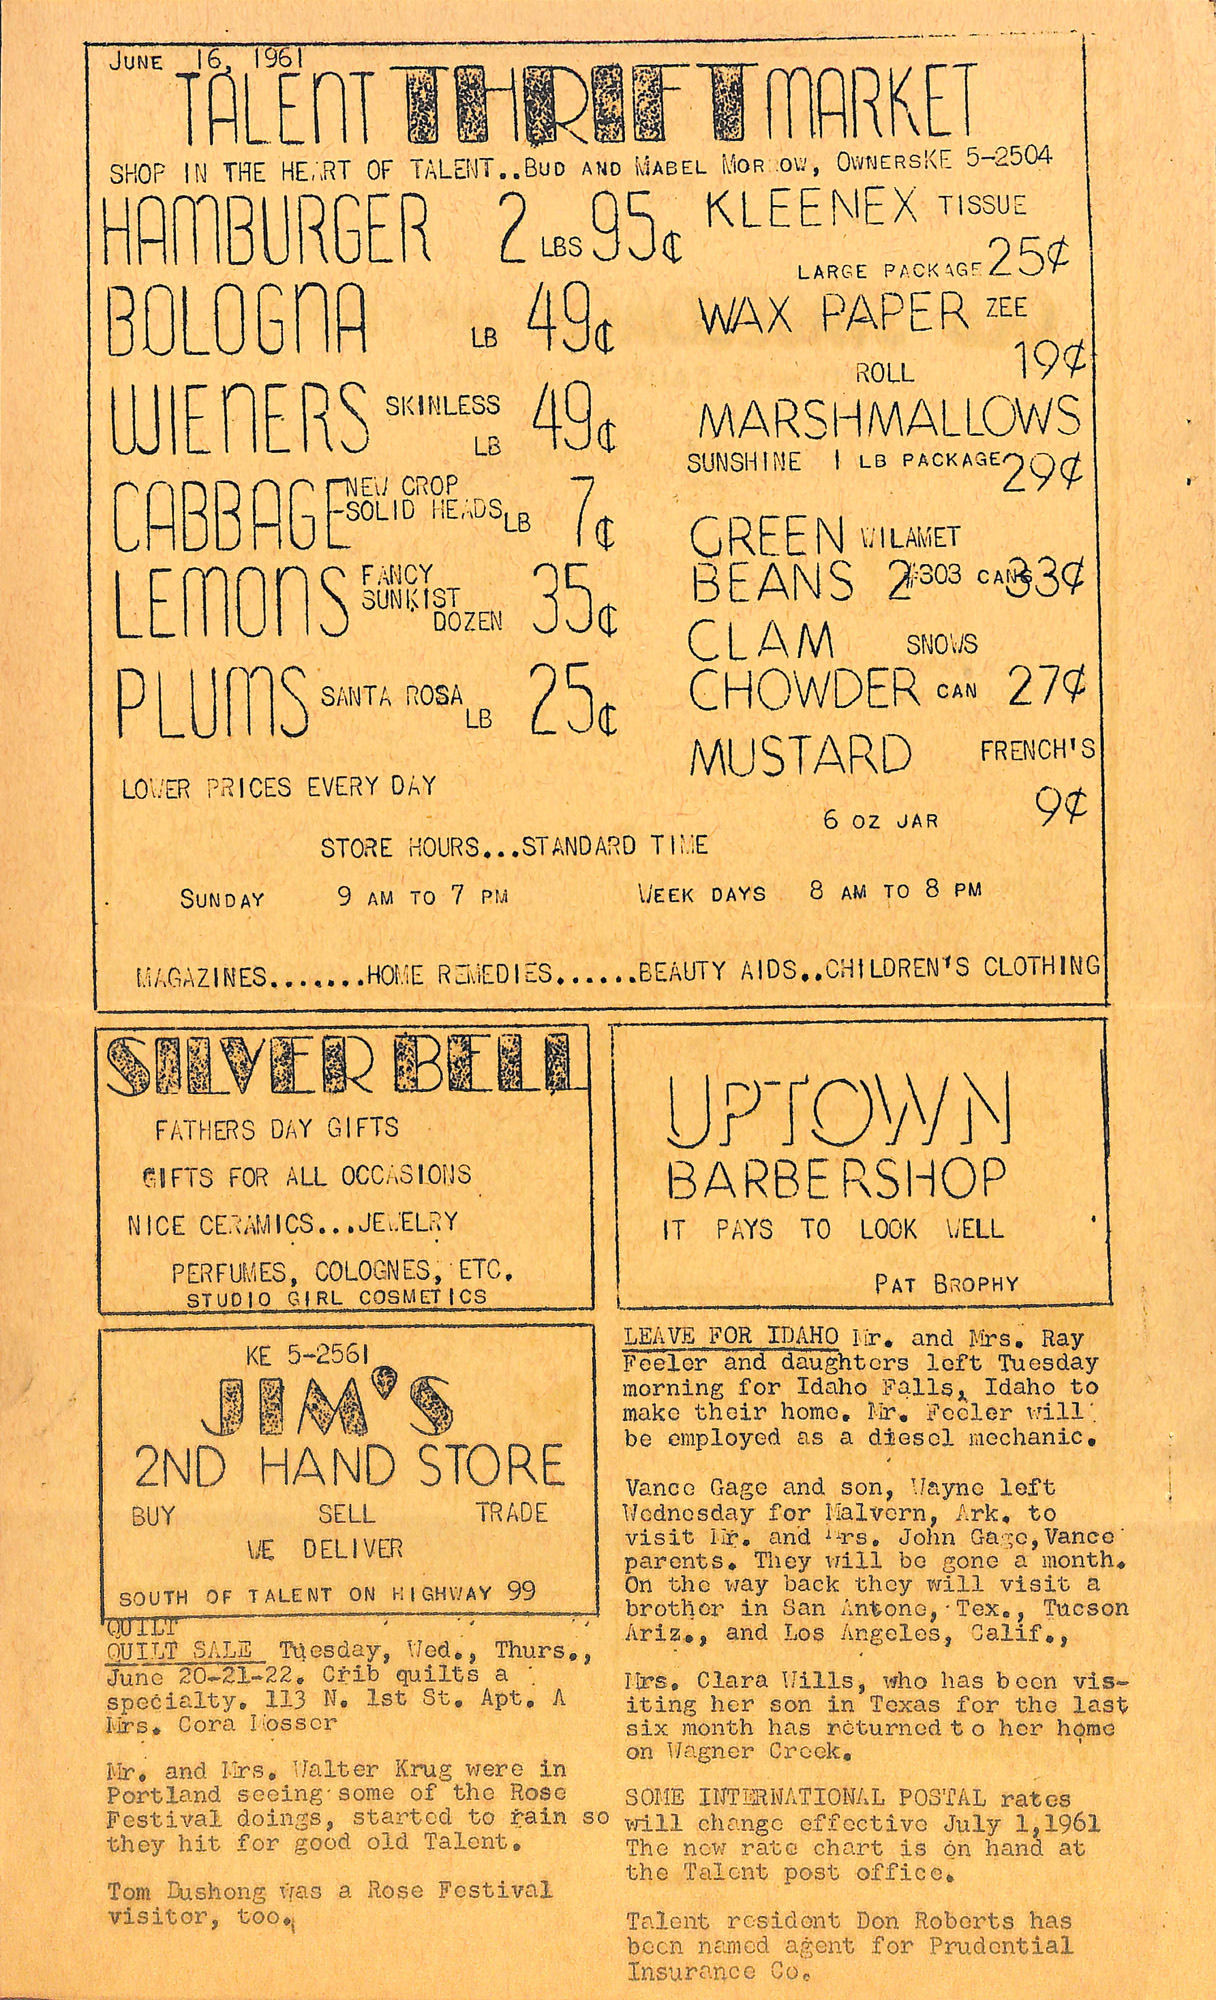 JUNE 16, 1961
TALENT THRIFT MARKET
SHOP IN THE HEART OF TALENT..BUD AND MABEL MOR OW, OWNERSKE 5-2504
HAMBURGER 2 LBS 95¢
BOLOGNA LB 49¢
WIENERS SKINLESS LB 49¢
CABBAGE NEW CROP SOLID HEADS LB 7¢
LEMONS FANCY SUNKIST DOZEN 35¢
PLUMS SANTA ROSA LB 25¢
LOWER PRICES EVERY DAY
KLEENEX TISSUE
LARGE PACKAGE 25¢
WAX PAPER ZEE
ROLL 19¢
MARSHMALLOWS
SUNSHINE 1 LB PACKAGE 29¢
GREEN WILAMET
BEANS 2 #303 CANS 33¢
CLAM SNOWS
CHOWDER CAN 27¢
MUSTARD FRENCH'S
6 OZ JAR 9¢
STORE HOURS...STANDARD TIME
SUNDAY 9 AM TO 7 PM WEEK DAYS 8 AM TO 8 PM
MAGAZINES.......HOME REMEDIES......BEAUTY AIDS..CHILDREN'S CLOTHING
SILVER BELL
FATHERS DAY GIFTS
GIFTS FOR ALL OCCASIONS
NICE CERAMICS...JEWELRY
PERFUMES, COLOGNES, ETC.
STUDIO GIRL COSMETICS
UPTOWN
BARBERSHOP
IT PAYS TO LOOK WELL
PAT BROPHY
KE 5-2561
JIM'S
2ND HAND STORE
BUY SELL TRADE
WE DELIVER
SOUTH OF TALENT ON HIGHWAY 99
QUILT
QUILT SALE Tuesday, Wed., Thurs.,
June 20-21-22. Crib quilts a
specialty. 113 N. 1st St. Apt. A
Mrs. Cora Mosser
Mr. and Mrs. Walter Krug were in
Portland seeing some of the Rose
Festival doings, started to rain so
they hit for good old Talent.
Tom Dushong was a Rose Festival
visitor, too.
LEAVE FOR IDAHO Mr. and Mrs. Ray
Feeler and daughters left Tuesday
morning for Idaho Falls, Idaho to
make their home. Mr. Feeler will
be employed as a diesel mechanic.
Vance Gage and son, Wayne left
Wednesday for Malvern, Ark. to
visit Mr. and Mrs. John Gage,Vance
parents. They will be gone a month.
On the way back they will visit a
brother in San Antone, Tex., Tucson
Ariz., and Los Angeles, Calif.,
Mrs. Clara Wills, who has been vis-
iting her son in Texas for the last
six month has returned to her home
on Wagner Creek.
SOME INTERNATIONAL POSTAL rates
will change effective July 1,1961
The new rate chart is on hand at
the Talent post office.
Talent resident Don Roberts has
been named agent for Prudential
Insurance Co.